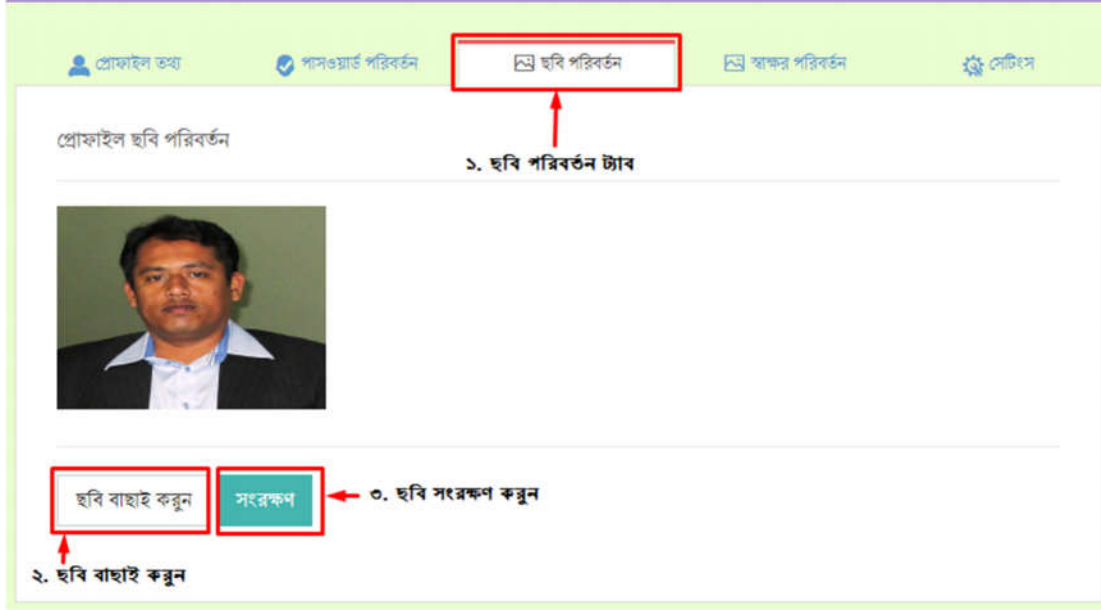 প্রোফাইল তথ্য
পাসওয়ার্ড পরিবর্তন
ছবি পরিবর্তন
স্বাক্ষর পরিবর্তন
সেটিংস
প্রোফাইল ছবি পরিবর্তন
১. ছবি পরিবর্তন ট্যাব
ছবি বাছাই করুন
সংরক্ষণ
৩. ছবি সংরক্ষণ করুন
২. ছবি বাছাই করুন